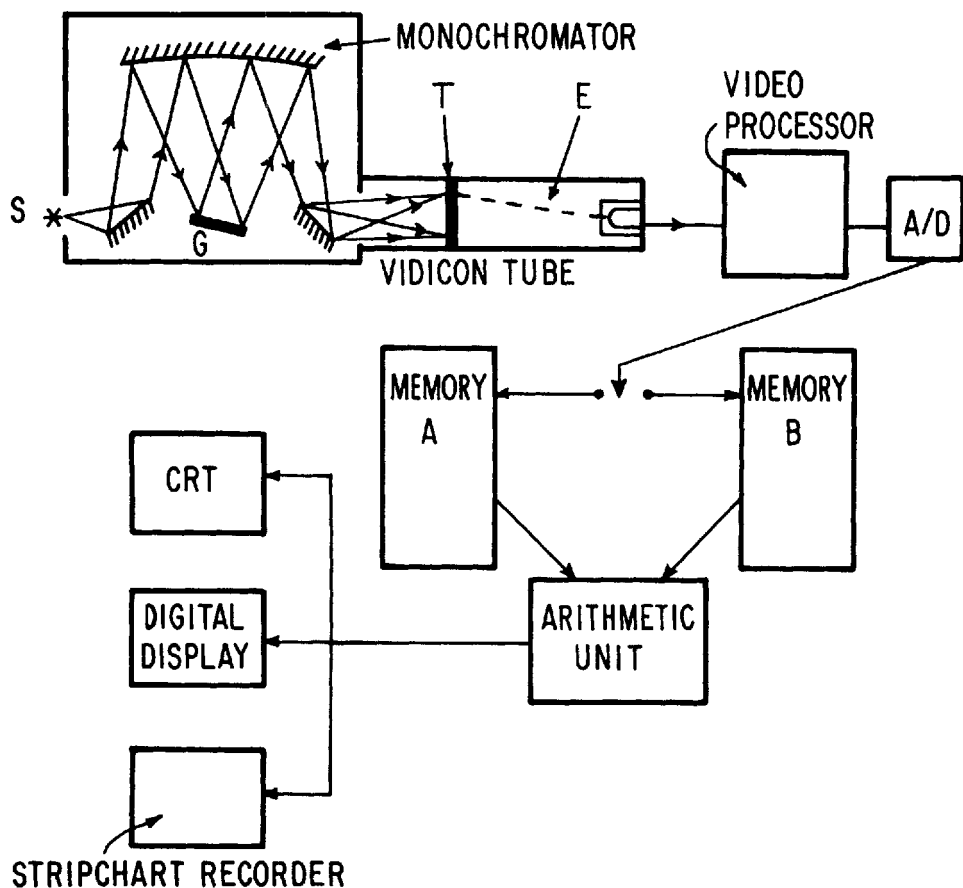 MONOCHROMATOR
T
E
VIDEO
PROCESSOR
S
G
A/D
VIDICON TUBE
MEMORY
A
MEMORY
B
CRT
DIGITAL
DISPLAY
ARITHMETIC
UNIT
STRIPCHART RECORDER